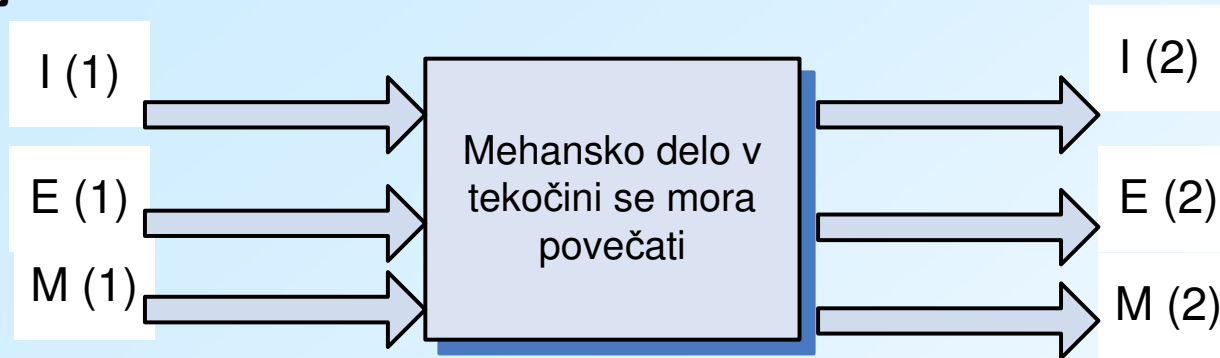 I (1)
E (1)
M (1)
Mehansko delo v
tekočini se mora
povečati
I (2)
E (2)
M (2)